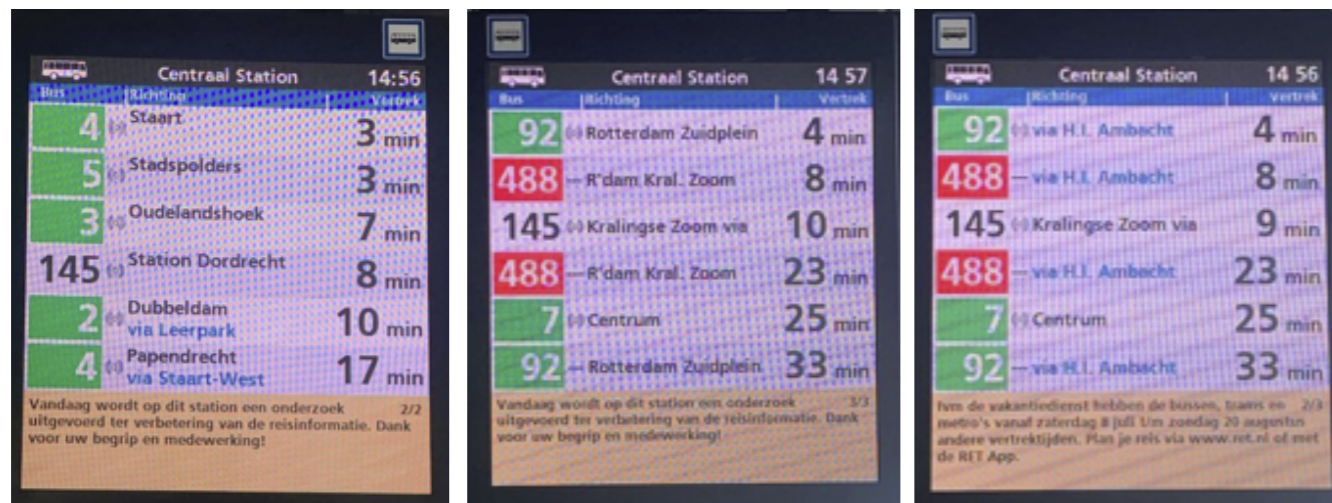 Centraal Station 14:56
Bus Richting Vertrek
4 Staart 3 min
5 Stadspolders 3 min
3 Oudelandshoek 7 min
145 Station Dordrecht 8 min
2 Dubbeldam 10 min
via Leerpark
4 Papendrecht 17 min
via Staart-West
Vandaag wordt op dit station een onderzoek 2/2
uitgevoerd ter verbetering van de reisinformatie. Dank
voor uw begrip en medewerking!
Centraal Station 14 57
Bus Richting Vertrek
92 Rotterdam Zuidplein 4 min
488 R'dam Kral. Zoom 8 min
145 Kralingse Zoom via 10 min
488 R'dam Kral. Zoom 23 min
7 Centrum 25 min
92 Rotterdam Zuidplein 33 min
Vandaag wordt op dit station een onderzoek 3/3
uitgevoerd ter verbetering van de reisinformatie. Dank
voor uw begrip en medewerking!
Centraal Station 14 56
Bus Richting Vertrek
92 via H.I. Ambacht 4 min
488 via H.I. Ambacht 8 min
145 Kralingse Zoom via 9 min
488 via H.I. Ambacht 23 min
7 Centrum 25 min
92 via H.I. Ambacht 33 min
Ivm de vakantiedienst hebben de bussen, trams en 2/3
metro's vanaf zaterdag 8 juli t/m zondag 20 augustus
andere vertrektijden. Plan je reis via www.ret.nl of met
de RET App.